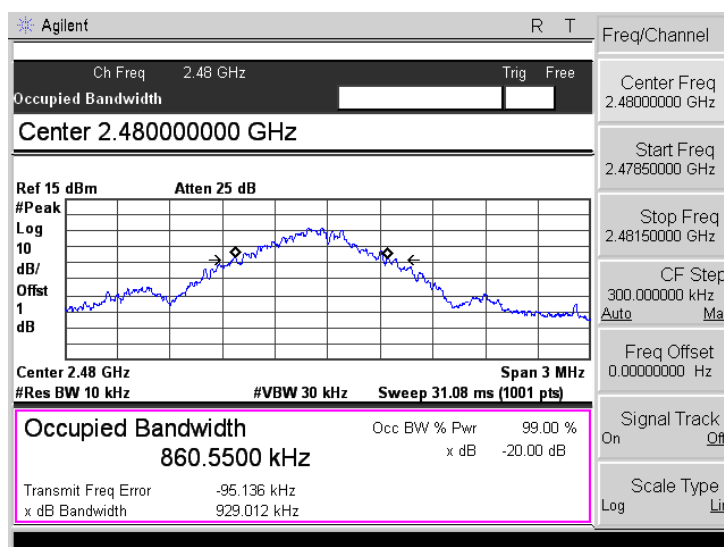 Agilent R T
Ch Freq 2.48 GHz Trig Free
Occupied Bandwidth
Center 2.480000000 GHz
Ref 15 dBm Atten 25 dB
#Peak
Log
10
dB/
Offst
1
dB
Center 2.48 GHz Span 3 MHz
#Res BW 10 kHz #VBW 30 kHz Sweep 31.08 ms (1001 pts)
Occupied Bandwidth
860.5500 kHz
Occ BW % Pwr 99.00 %
x dB -20.00 dB
Transmit Freq Error -95.136 kHz
x dB Bandwidth 929.012 kHz
Freq/Channel
Center Freq
2.48000000 GHz
Start Freq
2.47850000 GHz
Stop Freq
2.48150000 GHz
CF Step
300.000000 kHz
Auto Ma
Freq Offset
0.00000000 Hz
Signal Track
On Off
Scale Type
Log Lin